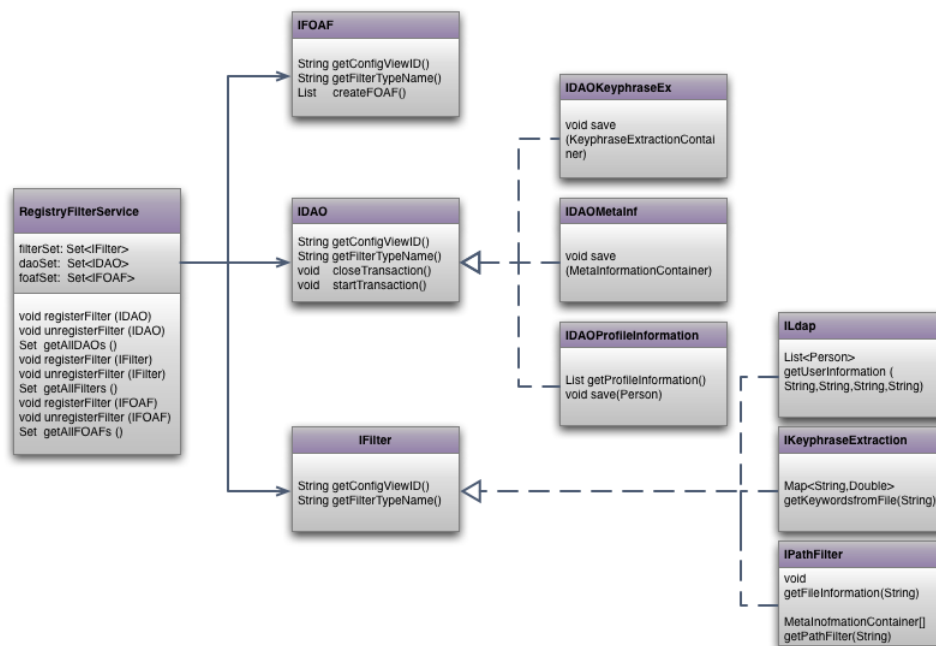 IFOAF
String getConfigViewID()
String getFilterTypeName()
List createFOAF()
IDAOKeyphraseEx
void save
(KeyphraseExtractionContai
ner)
RegistryFilterService
filterSet: Set<IFilter>
daoSet: Set<IDAO>
foafSet: Set<IFOAF>
void registerFilter (IDAO)
void unregisterFilter (IDAO)
Set getAllDAOs ()
void registerFilter (IFilter)
void unregisterFilter (IFilter)
Set getAllFilters ()
void registerFilter (IFOAF)
void unregisterFilter (IFOAF)
Set getAllFOAFs ()
IDAO
String getConfigViewID()
String getFilterTypeName()
void closeTransaction()
void startTransaction()
IDAOMetaInf
void save
(MetaInformationContainer)
IDAOProfileInformation
List getProfileInformation()
void save(Person)
ILdap
List<Person>
getUserInformation (
String,String,String,String)
IFilter
String getConfigViewID()
String getFilterTypeName()
IKeyphraseExtraction
Map<String,Double>
getKeywordsfromFile(String)
IPathFilter
void
getFileInformation(String)
MetaInofmationContainer[]
getPathFilter(String)